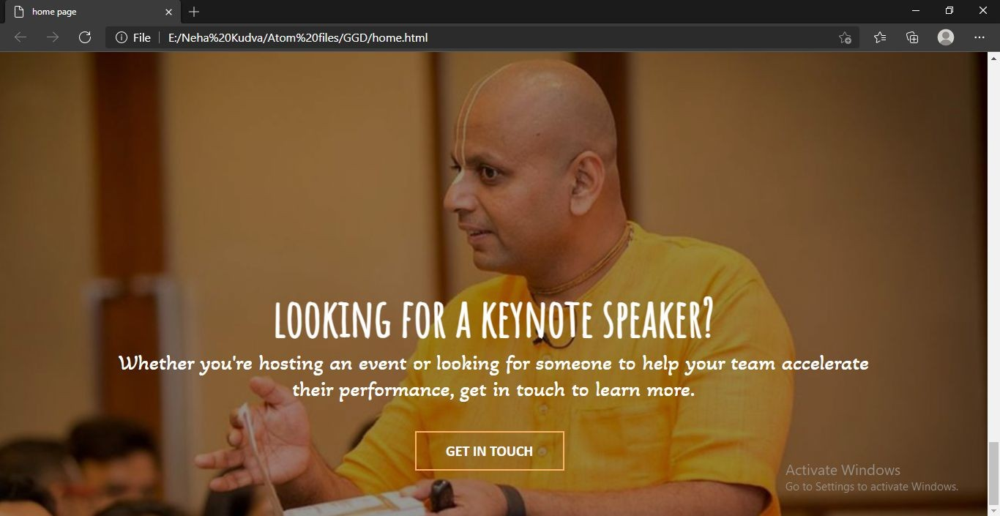 home page
File
E:/Neha%20Kudva/Atom%20files/GGD/home.html
LOOKING FOR A KEYNOTE SPEAKER?
Whether you're hosting an event or looking for someone to help your team accelerate
their performance, get in touch to learn more.
GET IN TOUCH
Activate Windows
Go to Settings to activate Windows.